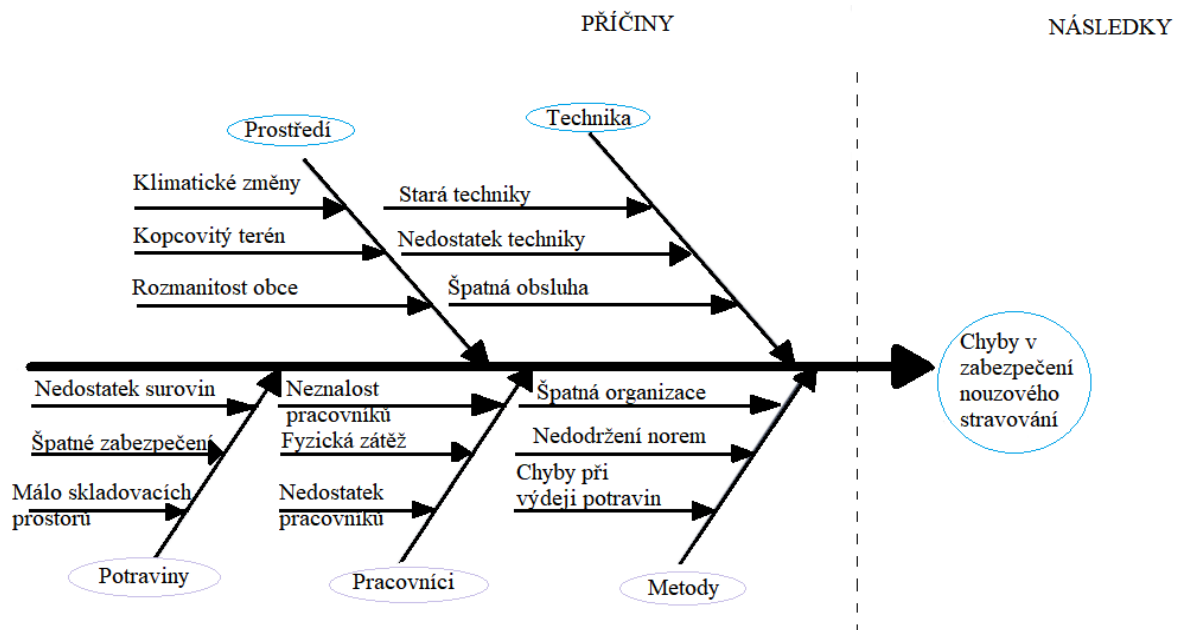 PŘÍČINY
NÁSLEDKY
Prostředí
Technika
Klimatické změny
Kopcovitý terén
Rozmanitost obce
Stará techniky
Nedostatek techniky
Špatná obsluha
Chyby v
zabezpečení
nouzového
stravování
Nedostatek surovin
Špatné zabezpečení
Málo skladovacích
prostorů
Neznalost
pracovníků
Fyzická zátěž
Nedostatek
pracovníků
Špatná organizace
Nedodržení norem
Chyby při
výdeji potravin
Potraviny
Pracovníci
Metody